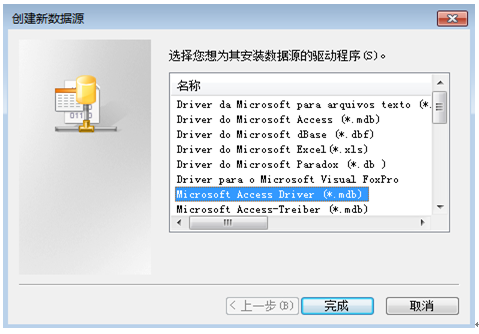 创建新数据源
选择您想为其安装数据源的驱动程序(S)。
名称
Driver da Microsoft para arquivos texto (*.
Driver do Microsoft Access (*.mdb)
Driver do Microsoft dBase (*.dbf)
Driver do Microsoft Excel(*.xls)
Driver do Microsoft Paradox (*.db )
Driver para o Microsoft Visual FoxPro
Microsoft Access Driver (*.mdb)
Microsoft Access-Treiber (*.mdb)
< 上一步(B)
完成
取消